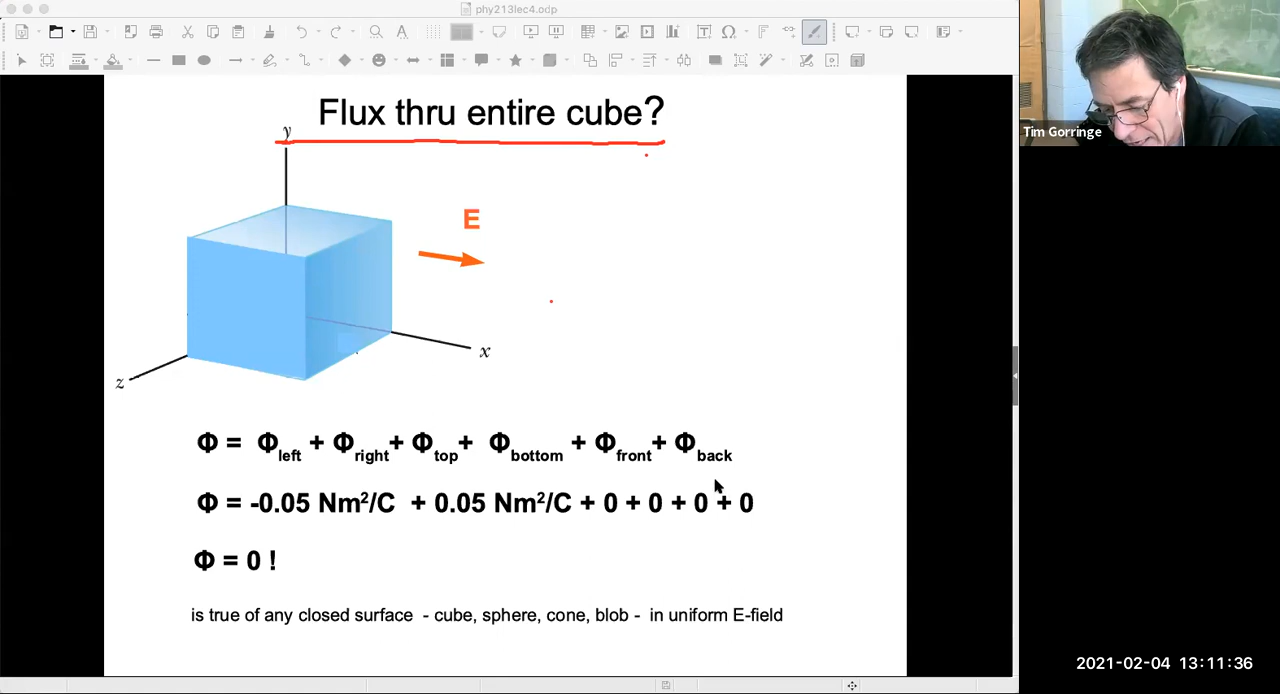 phy213lec4.odp
Flux thru entire cube?
y
E
x
z
Φ = Φleft + Φright + Φtop + Φbottom + Φfront + Φback
Φ = -0.05 Nm²/C + 0.05 Nm²/C + 0 + 0 + 0 + 0
Φ = 0 !
is true of any closed surface - cube, sphere, cone, blob - in uniform E-field
Tim Gorringe
2021-02-04 13:11:36